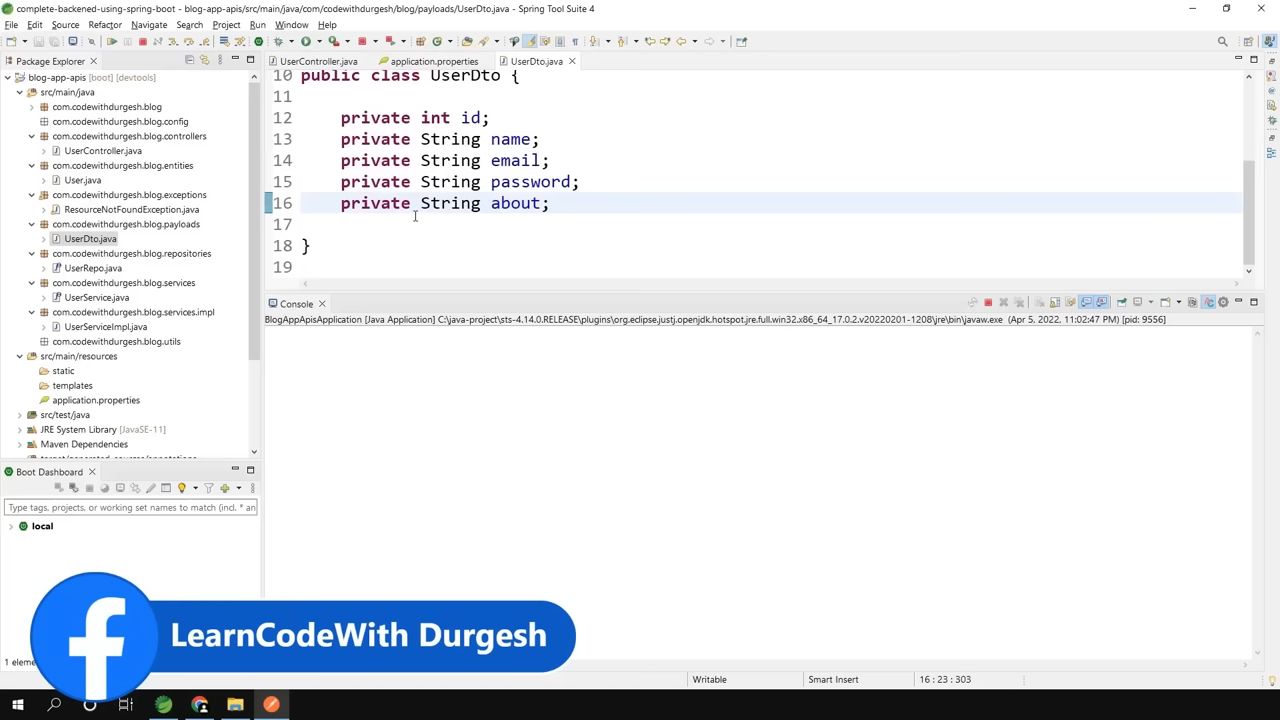 complete-backened-using-spring-boot - blog-app-apis/src/main/java/com/codewithdurgesh/blog/payloads/UserDto.java - Spring Tool Suite 4
File Edit Source Refactor Navigate Search Project Run Window Help
Package Explorer
UserController.java application.properties UserDto.java
blog-app-apis [boot] [devtools]
src/main/java
com.codewithdurgesh.blog
com.codewithdurgesh.blog.config
com.codewithdurgesh.blog.controllers
UserController.java
com.codewithdurgesh.blog.entities
User.java
com.codewithdurgesh.blog.exceptions
ResourceNotFoundException.java
com.codewithdurgesh.blog.payloads
UserDto.java
com.codewithdurgesh.blog.repositories
UserRepo.java
com.codewithdurgesh.blog.services
UserService.java
com.codewithdurgesh.blog.services.impl
UserServiceImpl.java
com.codewithdurgesh.blog.utils
src/main/resources
static
templates
application.properties
src/test/java
JRE System Library [JavaSE-11]
Maven Dependencies
10 public class UserDto {
11
12 private int id;
13 private String name;
14 private String email;
15 private String password;
16 private String about;
17
18 }
19
Console
BlogAppApisApplication [Java Application] C:\java-project\sts-4.14.0.RELEASE\plugins\org.eclipse.justj.openjdk.hotspot.jre.full.win32.x86_64_17.0.2.v20220201-1208\jre\bin\javaw.exe (Apr 5, 2022, 11:02:47 PM) [pid: 9556]
Boot Dashboard
Type tags, projects, or working set names to match (incl. * an
local
LearnCodeWith Durgesh
Writable Smart Insert 16 : 23 : 303